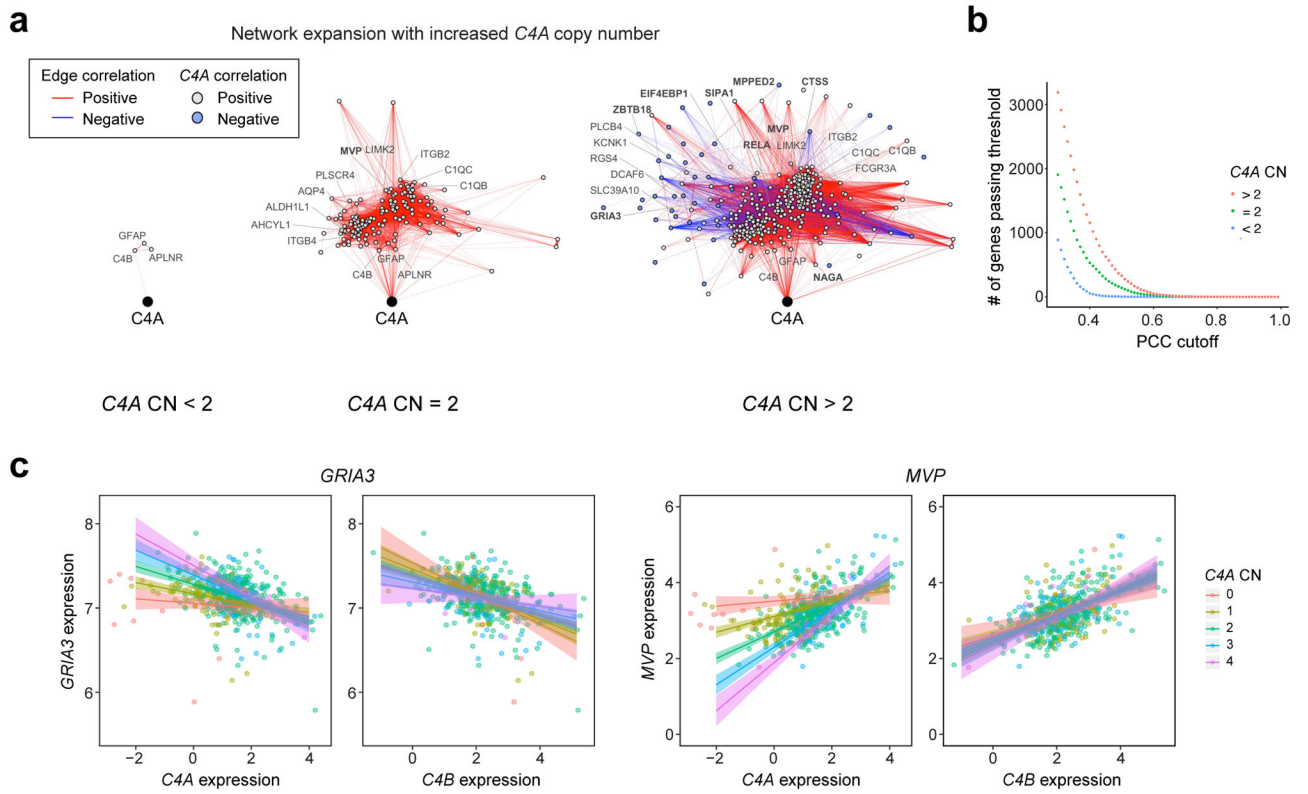 a
Network expansion with increased C4A copy number
Edge correlation
C4A correlation
Positive
Positive
Negative
Negative
GFAP
C4B
APLNR
C4A
MVP
LIMK2
ITGB2
PLSCR4
C1QC
AQP4
C1QB
ALDH1L1
AHCYL1
ITGB4
GFAP
C4B
APLNR
C4A
MPPED2
CTSS
EIF4EBP1
SIPA1
ZBTB18
PLCB4
MVP
ITGB2
KCNK1
RELA
LIMK2
C1QC
C1QB
RGS4
FCGR3A
DCAF6
SLC39A10
GRIA3
GFAP
C4B
NAGA
C4A
C4A CN < 2
C4A CN = 2
C4A CN > 2
b
# of genes passing threshold
3000
2000
1000
0
0.4
0.6
0.8
1.0
PCC cutoff
C4A CN
> 2
= 2
< 2
c
GRIA3
GRIA3 expression
8
7
6
−2
0
2
4
C4A expression
0
2
4
C4B expression
MVP
MVP expression
6
4
2
0
−2
0
2
4
C4A expression
6
4
2
0
0
2
4
C4B expression
C4A CN
0
1
2
3
4